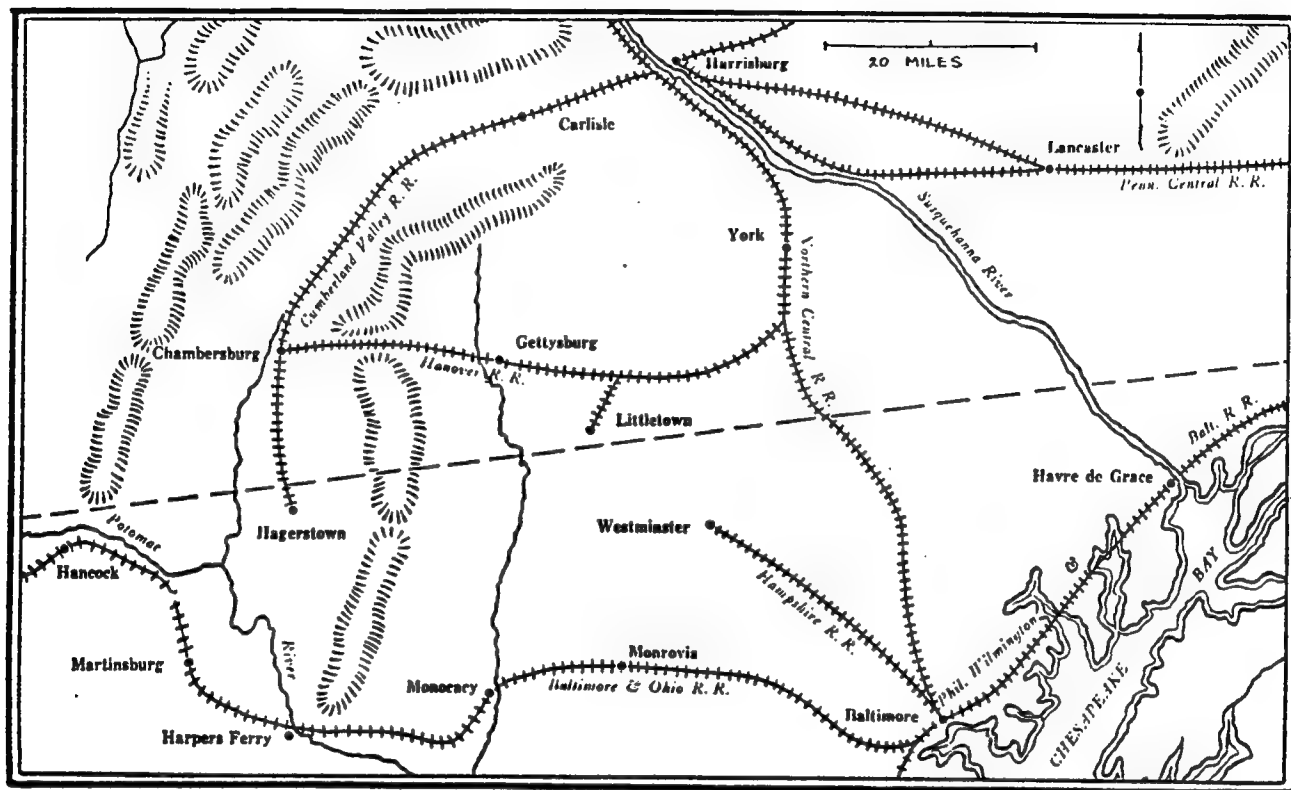 Harrisburg
20 MILES
Carlisle
Lancaster
Penn. Central R. R.
Cumberland Valley R. R.
Susquehanna River
York
Northern Central R. R.
Chambersburg
Gettysburg
Hanover R. R.
Littletown
Balt. R. R.
Havre de Grace
Potomac
Hagerstown
Westminster
Hancock
&
BAY
Hampshire R. R.
Phil. Wilmington
River
Martinsburg
Monocacy
Monrovia
Baltimore & Ohio R. R.
Baltimore
CHESAPEAKE
Harpers Ferry